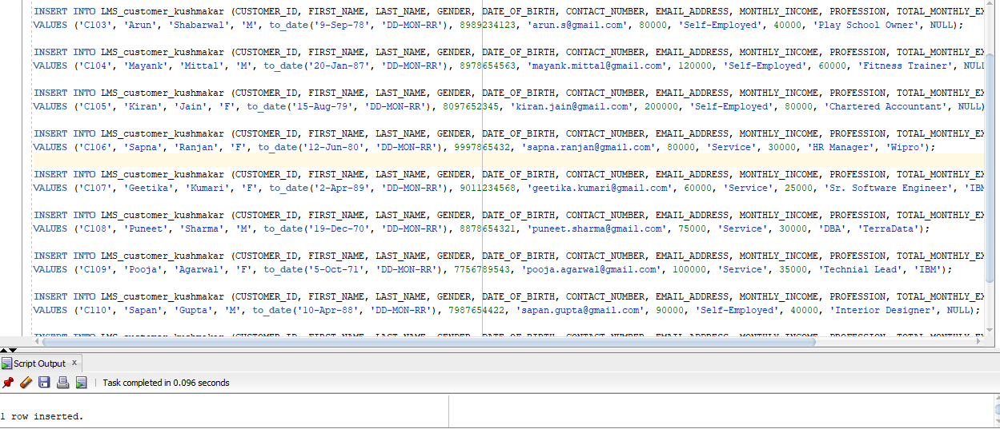 INSERT INTO LMS_customer_kushmakar (CUSTOMER_ID, FIRST_NAME, LAST_NAME, GENDER, DATE_OF_BIRTH, CONTACT_NUMBER, EMAIL_ADDRESS, MONTHLY_INCOME, PROFESSION, TOTAL_MONTHLY_EX
VALUES ('C103', 'Arun', 'Shabarwal', 'M', to_date('9-Sep-78', 'DD-MON-RR'), 8989234123, 'arun.s@gmail.com', 80000, 'Self-Employed', 40000, 'Play School Owner', NULL);
INSERT INTO LMS_customer_kushmakar (CUSTOMER_ID, FIRST_NAME, LAST_NAME, GENDER, DATE_OF_BIRTH, CONTACT_NUMBER, EMAIL_ADDRESS, MONTHLY_INCOME, PROFESSION, TOTAL_MONTHLY_EX
VALUES ('C104', 'Mayank', 'Mittal', 'M', to_date('20-Jan-87', 'DD-MON-RR'), 8978654563, 'mayank.mittal@gmail.com', 120000, 'Self-Employed', 60000, 'Fitness Trainer', NULL
INSERT INTO LMS_customer_kushmakar (CUSTOMER_ID, FIRST_NAME, LAST_NAME, GENDER, DATE_OF_BIRTH, CONTACT_NUMBER, EMAIL_ADDRESS, MONTHLY_INCOME, PROFESSION, TOTAL_MONTHLY_EX
VALUES ('C105', 'Kiran', 'Jain', 'F', to_date('15-Aug-79', 'DD-MON-RR'), 8097652345, 'kiran.jain@gmail.com', 200000, 'Self-Employed', 80000, 'Chartered Accountant', NULL)
INSERT INTO LMS_customer_kushmakar (CUSTOMER_ID, FIRST_NAME, LAST_NAME, GENDER, DATE_OF_BIRTH, CONTACT_NUMBER, EMAIL_ADDRESS, MONTHLY_INCOME, PROFESSION, TOTAL_MONTHLY_EX
VALUES ('C106', 'Sapna', 'Ranjan', 'F', to_date('12-Jun-80', 'DD-MON-RR'), 9997865432, 'sapna.ranjan@gmail.com', 80000, 'Service', 30000, 'HR Manager', 'Wipro');
INSERT INTO LMS_customer_kushmakar (CUSTOMER_ID, FIRST_NAME, LAST_NAME, GENDER, DATE_OF_BIRTH, CONTACT_NUMBER, EMAIL_ADDRESS, MONTHLY_INCOME, PROFESSION, TOTAL_MONTHLY_EX
VALUES ('C107', 'Geetika', 'Kumari', 'F', to_date('2-Apr-89', 'DD-MON-RR'), 9011234568, 'geetika.kumari@gmail.com', 60000, 'Service', 25000, 'Sr. Software Engineer', 'IBM
INSERT INTO LMS_customer_kushmakar (CUSTOMER_ID, FIRST_NAME, LAST_NAME, GENDER, DATE_OF_BIRTH, CONTACT_NUMBER, EMAIL_ADDRESS, MONTHLY_INCOME, PROFESSION, TOTAL_MONTHLY_EX
VALUES ('C108', 'Puneet', 'Sharma', 'M', to_date('19-Dec-70', 'DD-MON-RR'), 8878654321, 'puneet.sharma@gmail.com', 75000, 'Service', 30000, 'DBA', 'TerraData');
INSERT INTO LMS_customer_kushmakar (CUSTOMER_ID, FIRST_NAME, LAST_NAME, GENDER, DATE_OF_BIRTH, CONTACT_NUMBER, EMAIL_ADDRESS, MONTHLY_INCOME, PROFESSION, TOTAL_MONTHLY_EX
VALUES ('C109', 'Pooja', 'Agarwal', 'F', to_date('5-Oct-71', 'DD-MON-RR'), 7756789543, 'pooja.agarwal@gmail.com', 100000, 'Service', 35000, 'Technial Lead', 'IBM');
INSERT INTO LMS_customer_kushmakar (CUSTOMER_ID, FIRST_NAME, LAST_NAME, GENDER, DATE_OF_BIRTH, CONTACT_NUMBER, EMAIL_ADDRESS, MONTHLY_INCOME, PROFESSION, TOTAL_MONTHLY_EX
VALUES ('C110', 'Sapan', 'Gupta', 'M', to_date('10-Apr-88', 'DD-MON-RR'), 7987654422, 'sapan.gupta@gmail.com', 90000, 'Self-Employed', 40000, 'Interior Designer', NULL);
INSERT INTO LMS_customer_kushmakar (CUSTOMER_ID, FIRST_NAME, LAST_NAME, GENDER, DATE_OF_BIRTH, CONTACT_NUMBER, EMAIL_ADDRESS, MONTHLY_INCOME, PROFESSION, TOTAL_MONTHLY_EX
Script Output x
Task completed in 0.096 seconds
1 row inserted.